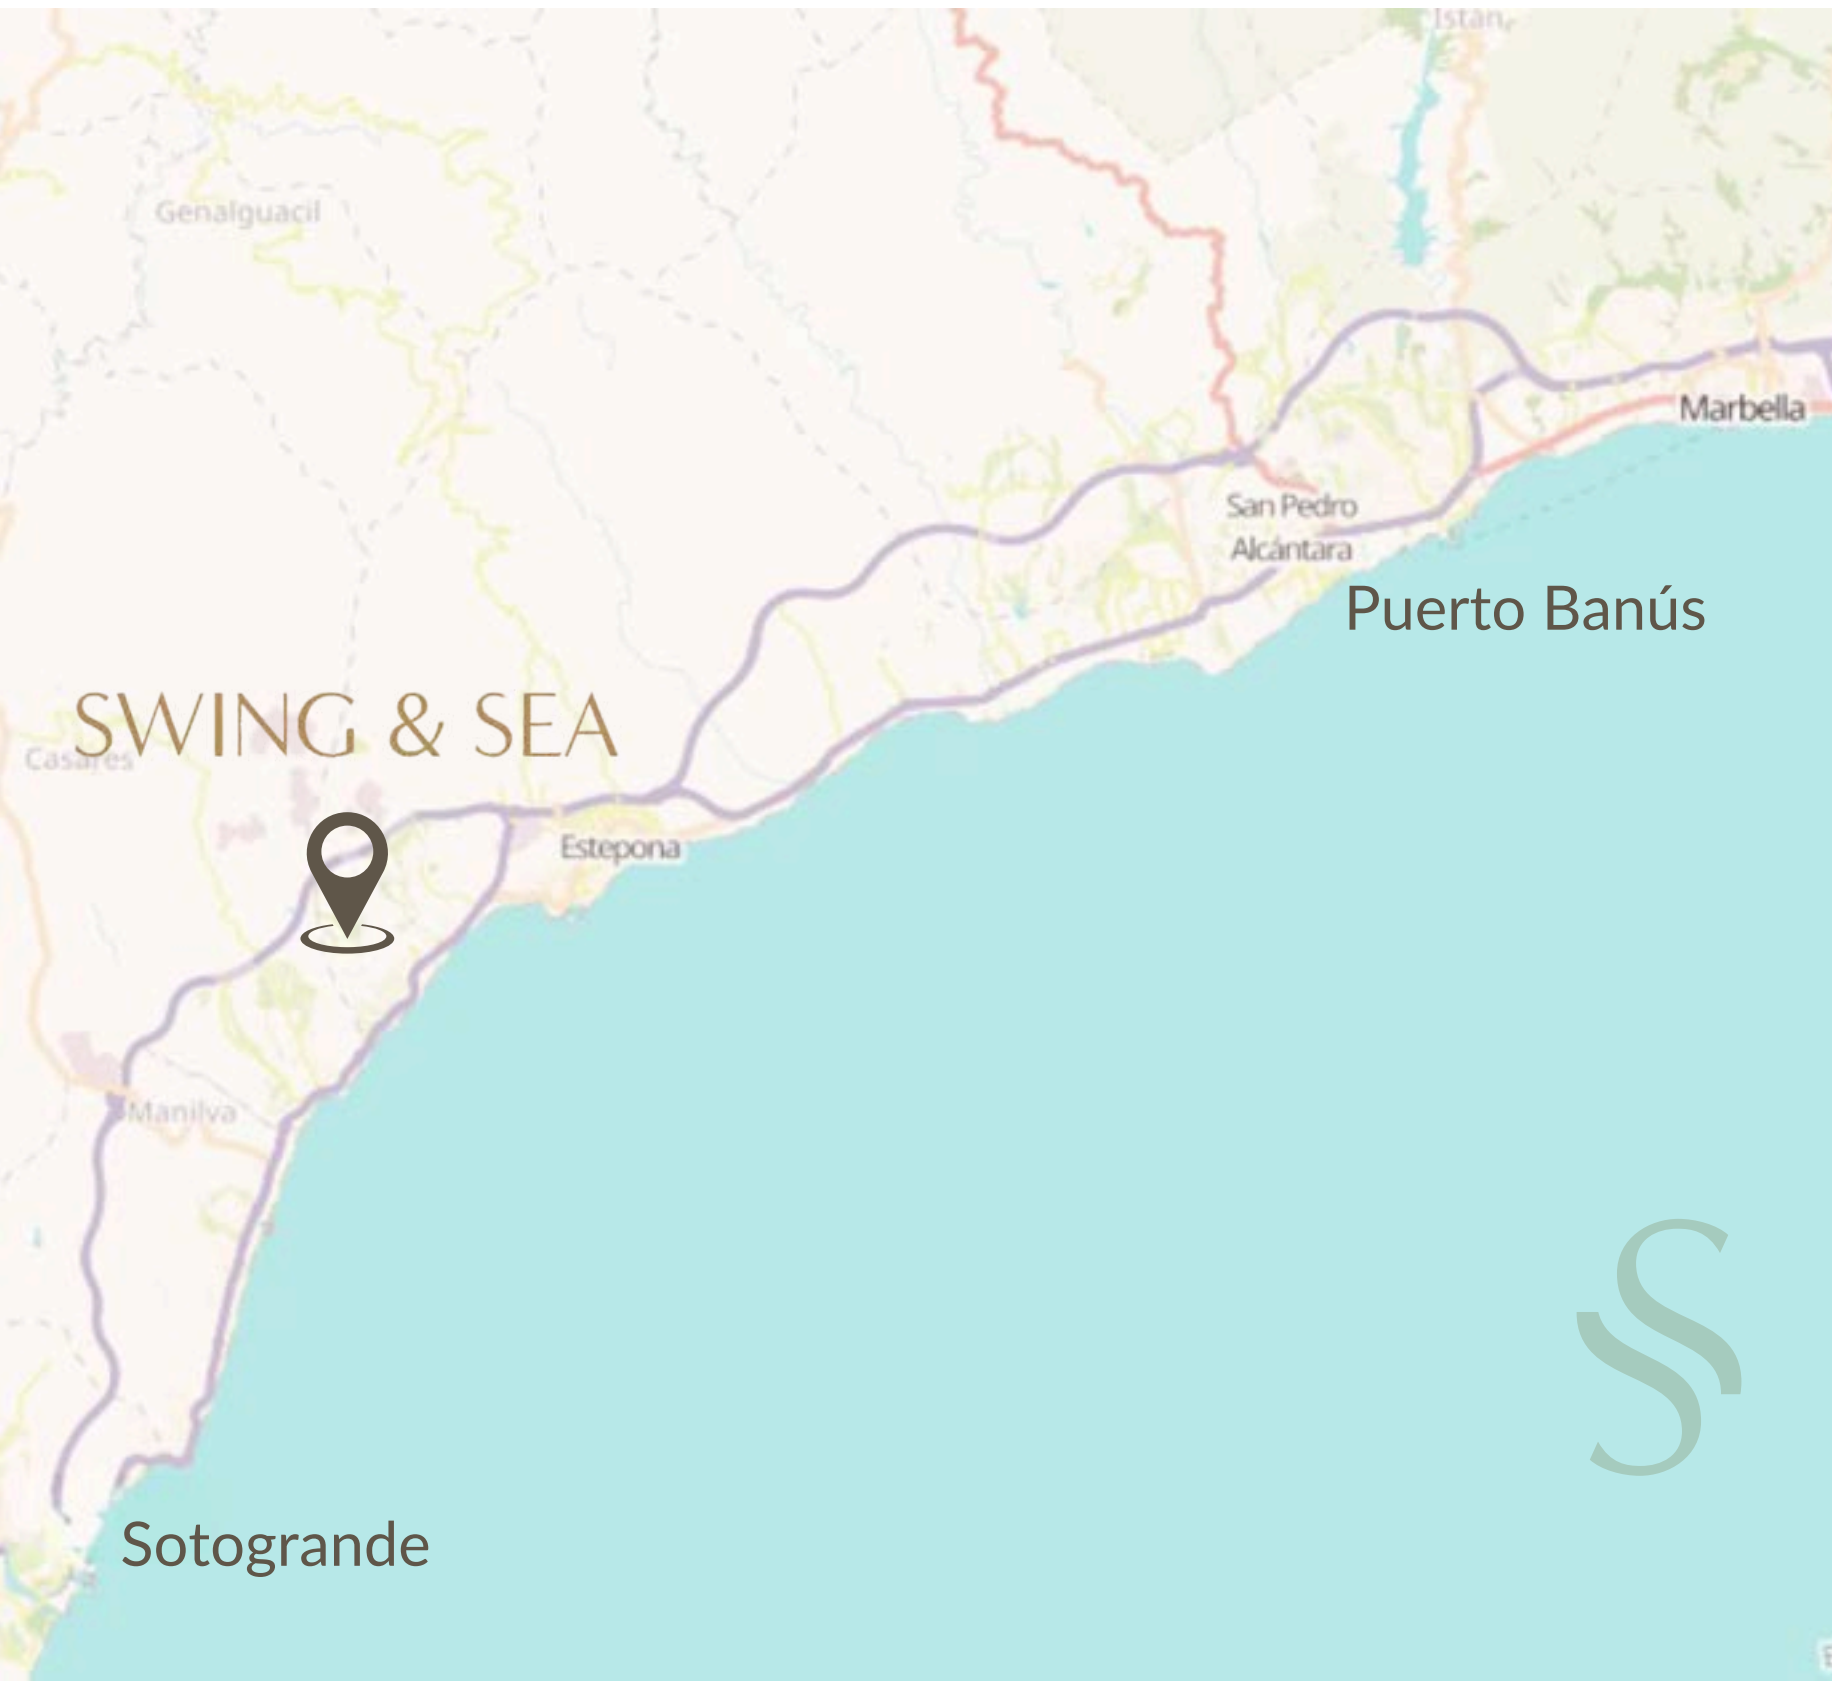 Istán
Genalguacil
Marbella
San Pedro
Alcántara
Puerto Banús
SWING & SEA
Casares
Estepona
Manilva
Sotogrande